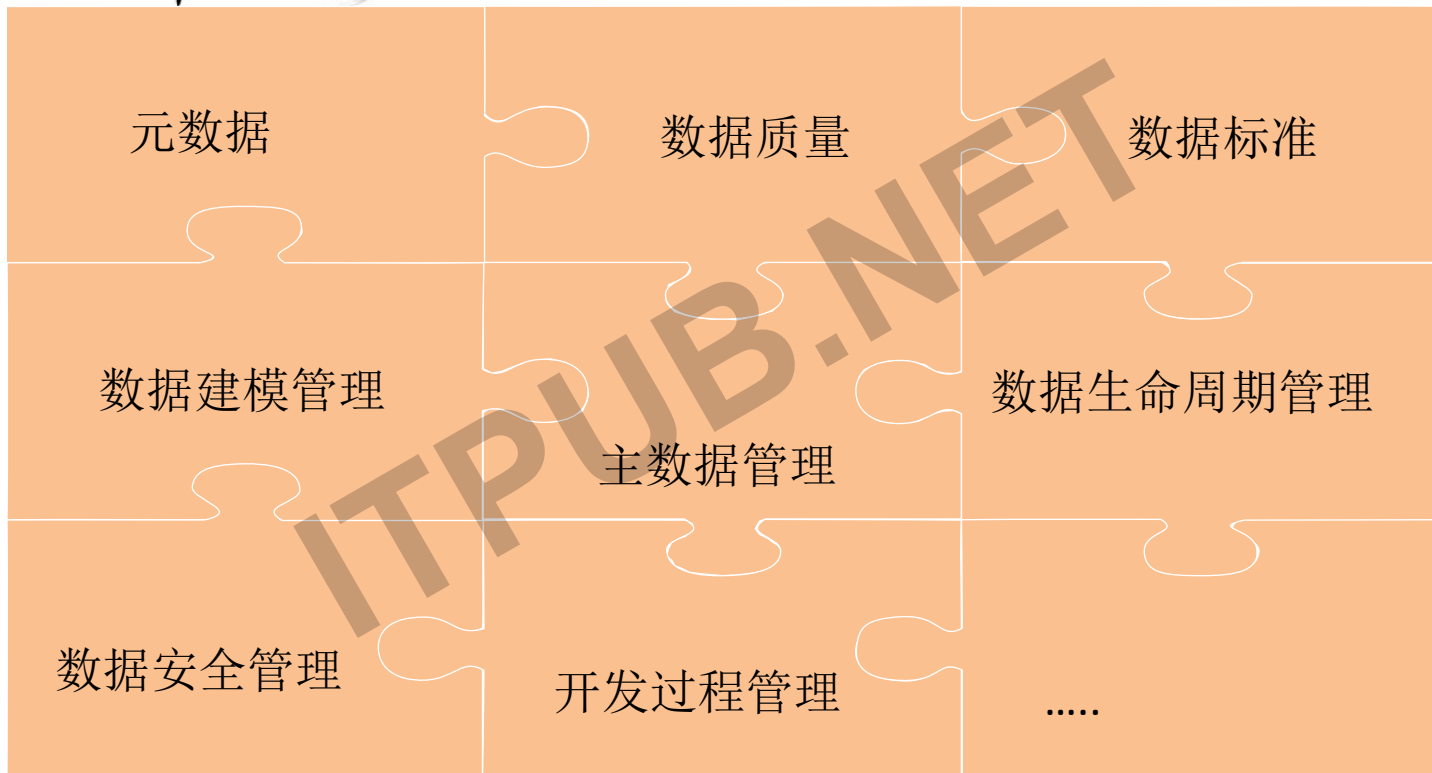 元数据
数据质量
数据标准
数据建模管理
主数据管理
数据生命周期管理
数据安全管理
开发过程管理
.....
ITPUB.NET